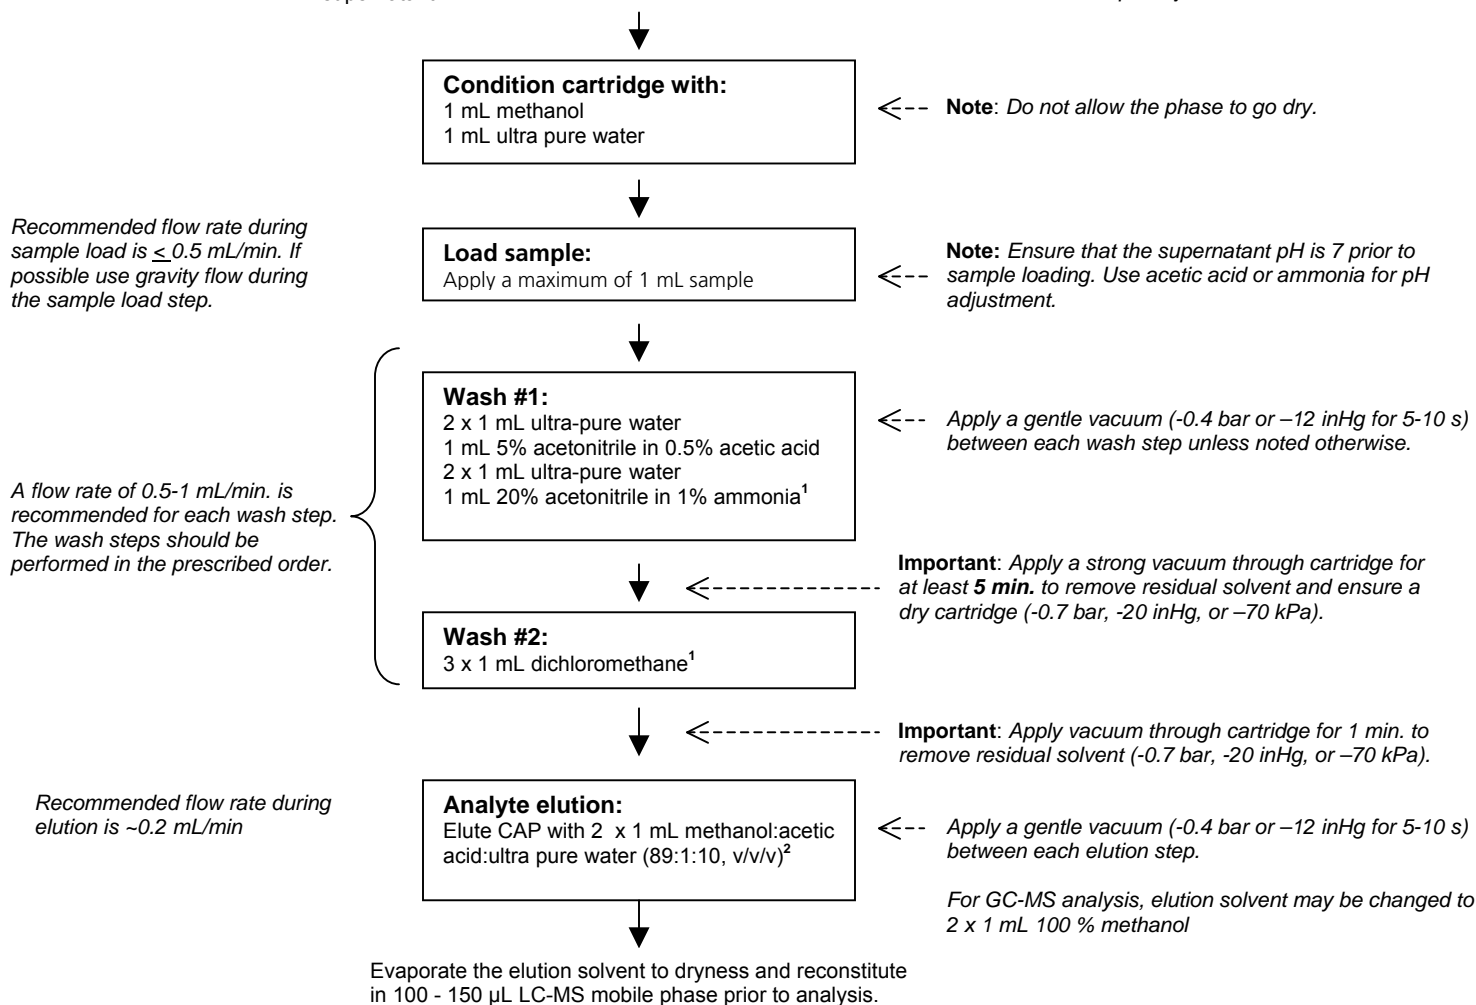 Condition cartridge with:
1 mL methanol
1 mL ultra pure water
Note: Do not allow the phase to go dry.
Recommended flow rate during
sample load is < 0.5 mL/min. If
possible use gravity flow during
the sample load step.
Load sample:
Apply a maximum of 1 mL sample
Note: Ensure that the supernatant pH is 7 prior to
sample loading. Use acetic acid or ammonia for pH
adjustment.
A flow rate of 0.5-1 mL/min. is
recommended for each wash step.
The wash steps should be
performed in the prescribed order.
Wash #1:
2 x 1 mL ultra-pure water
1 mL 5% acetonitrile in 0.5% acetic acid
2 x 1 mL ultra-pure water
1 mL 20% acetonitrile in 1% ammonia¹
Apply a gentle vacuum (-0.4 bar or –12 inHg for 5-10 s)
between each wash step unless noted otherwise.
Important: Apply a strong vacuum through cartridge for
at least 5 min. to remove residual solvent and ensure a
dry cartridge (-0.7 bar, -20 inHg, or –70 kPa).
Wash #2:
3 x 1 mL dichloromethane¹
Important: Apply vacuum through cartridge for 1 min. to
remove residual solvent (-0.7 bar, -20 inHg, or –70 kPa).
Recommended flow rate during
elution is ~0.2 mL/min
Analyte elution:
Elute CAP with 2 x 1 mL methanol:acetic
acid:ultra pure water (89:1:10, v/v/v)²
Apply a gentle vacuum (-0.4 bar or –12 inHg for 5-10 s)
between each elution step.
For GC-MS analysis, elution solvent may be changed to
2 x 1 mL 100 % methanol
Evaporate the elution solvent to dryness and reconstitute
in 100 - 150 µL LC-MS mobile phase prior to analysis.